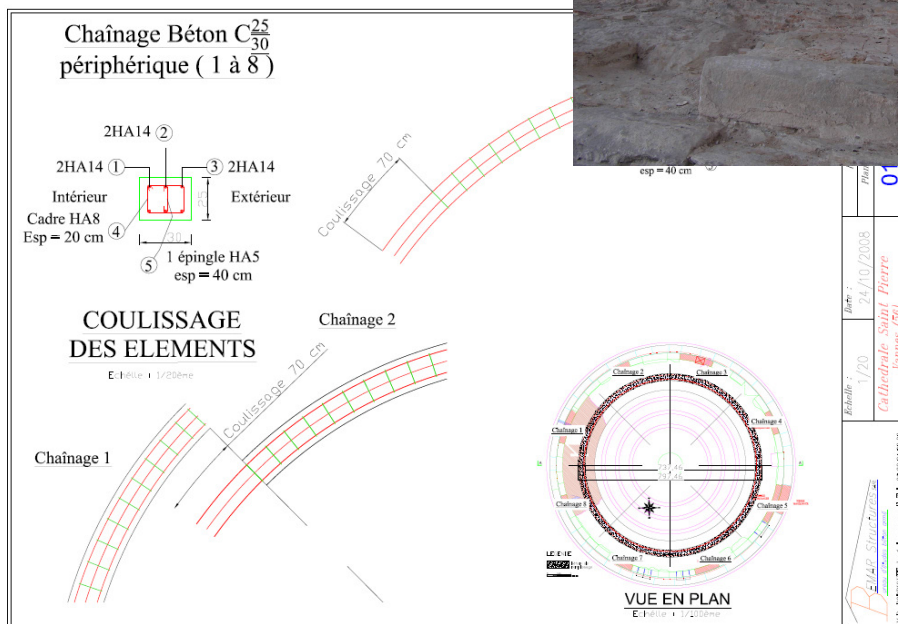 Chaînage Béton C25/30
périphérique ( 1 à 8 )
2HA14 2
2HA14 1
3 2HA14
Intérieur
Extérieur
25
Cadre HA8
Esp = 20 cm 4
30
5
1 épingle HA5
esp = 40 cm
Coulissage 70 cm
esp = 40 cm
COULISSAGE
DES ELEMENTS
Echelle : 1/20ème
Chaînage 2
Coulissage 70 cm
Chaînage 1
Chaînage 2
Chaînage 3
Chaînage 1
Chaînage 4
Chaînage 8
Chaînage 5
Chaînage 7
Chaînage 6
VUE EN PLAN
Echelle : 1/100ème
01
Date :
24/10/2008
Echelle :
1/20
Cathedrale Saint Pierre
Vannes (56)